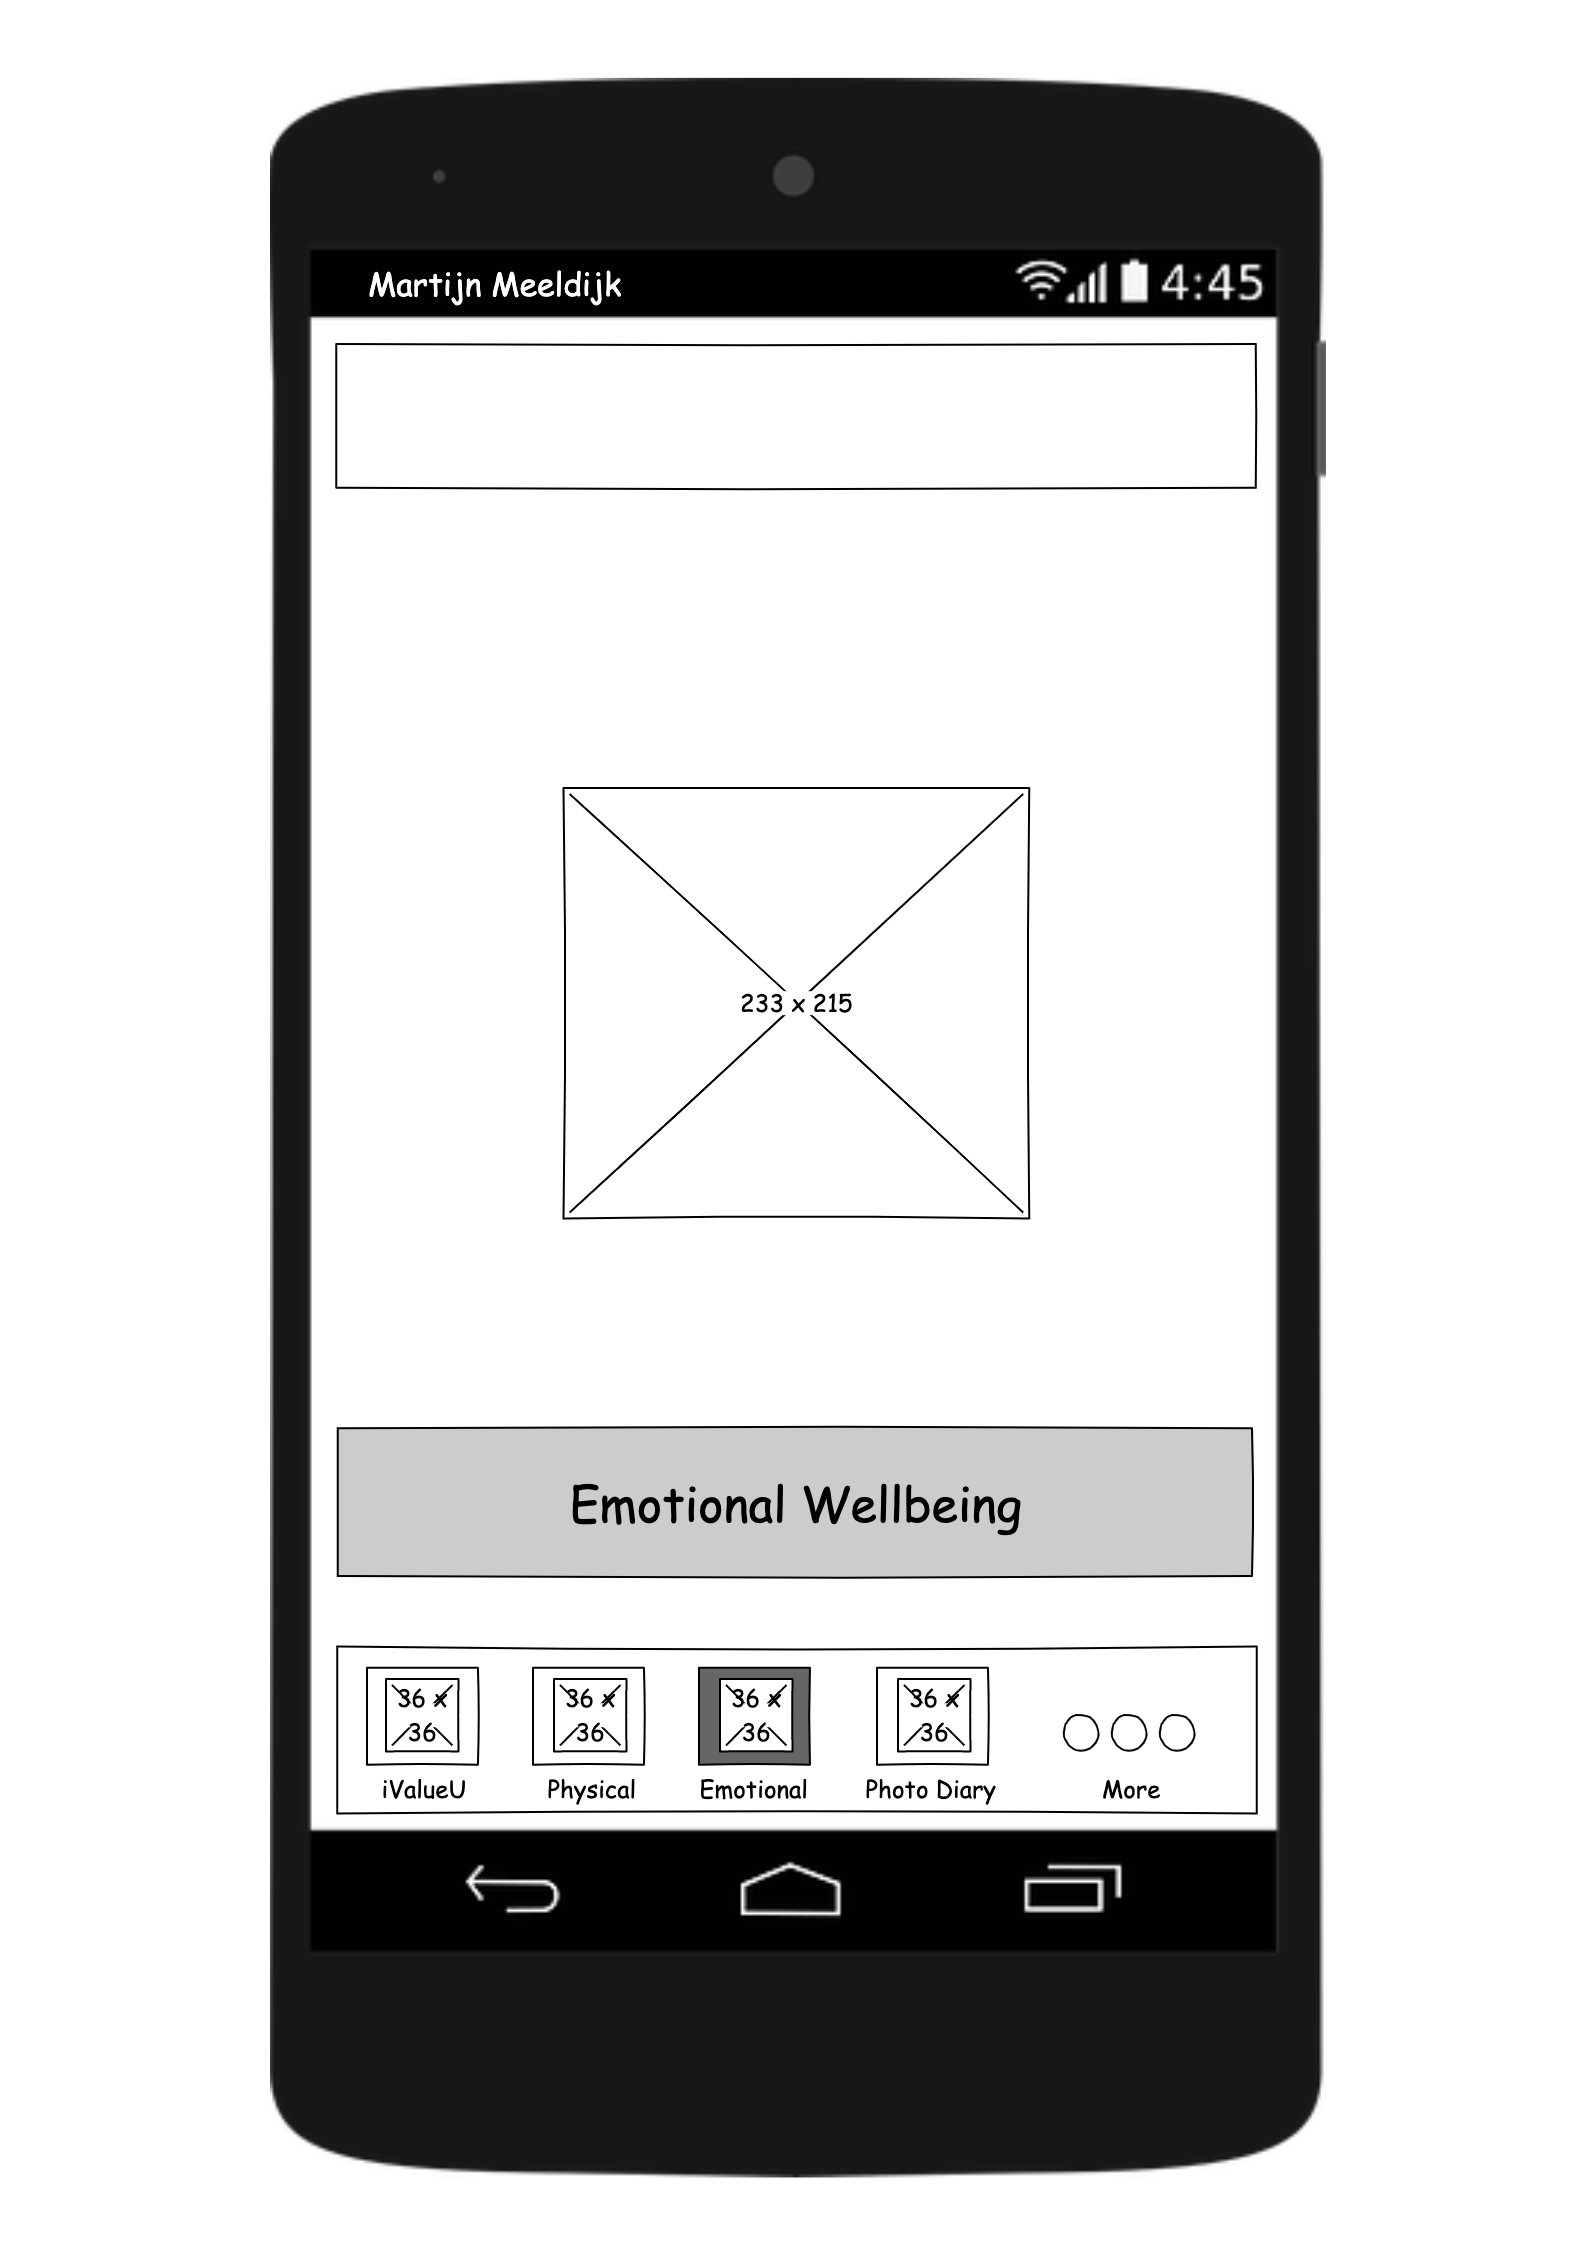 Martijn Meeldijk 4:45
233 x 215
Emotional Wellbeing
36 x 36 x 36 x 36 x
36 36 36 36
iValueU Physical Emotional Photo Diary More